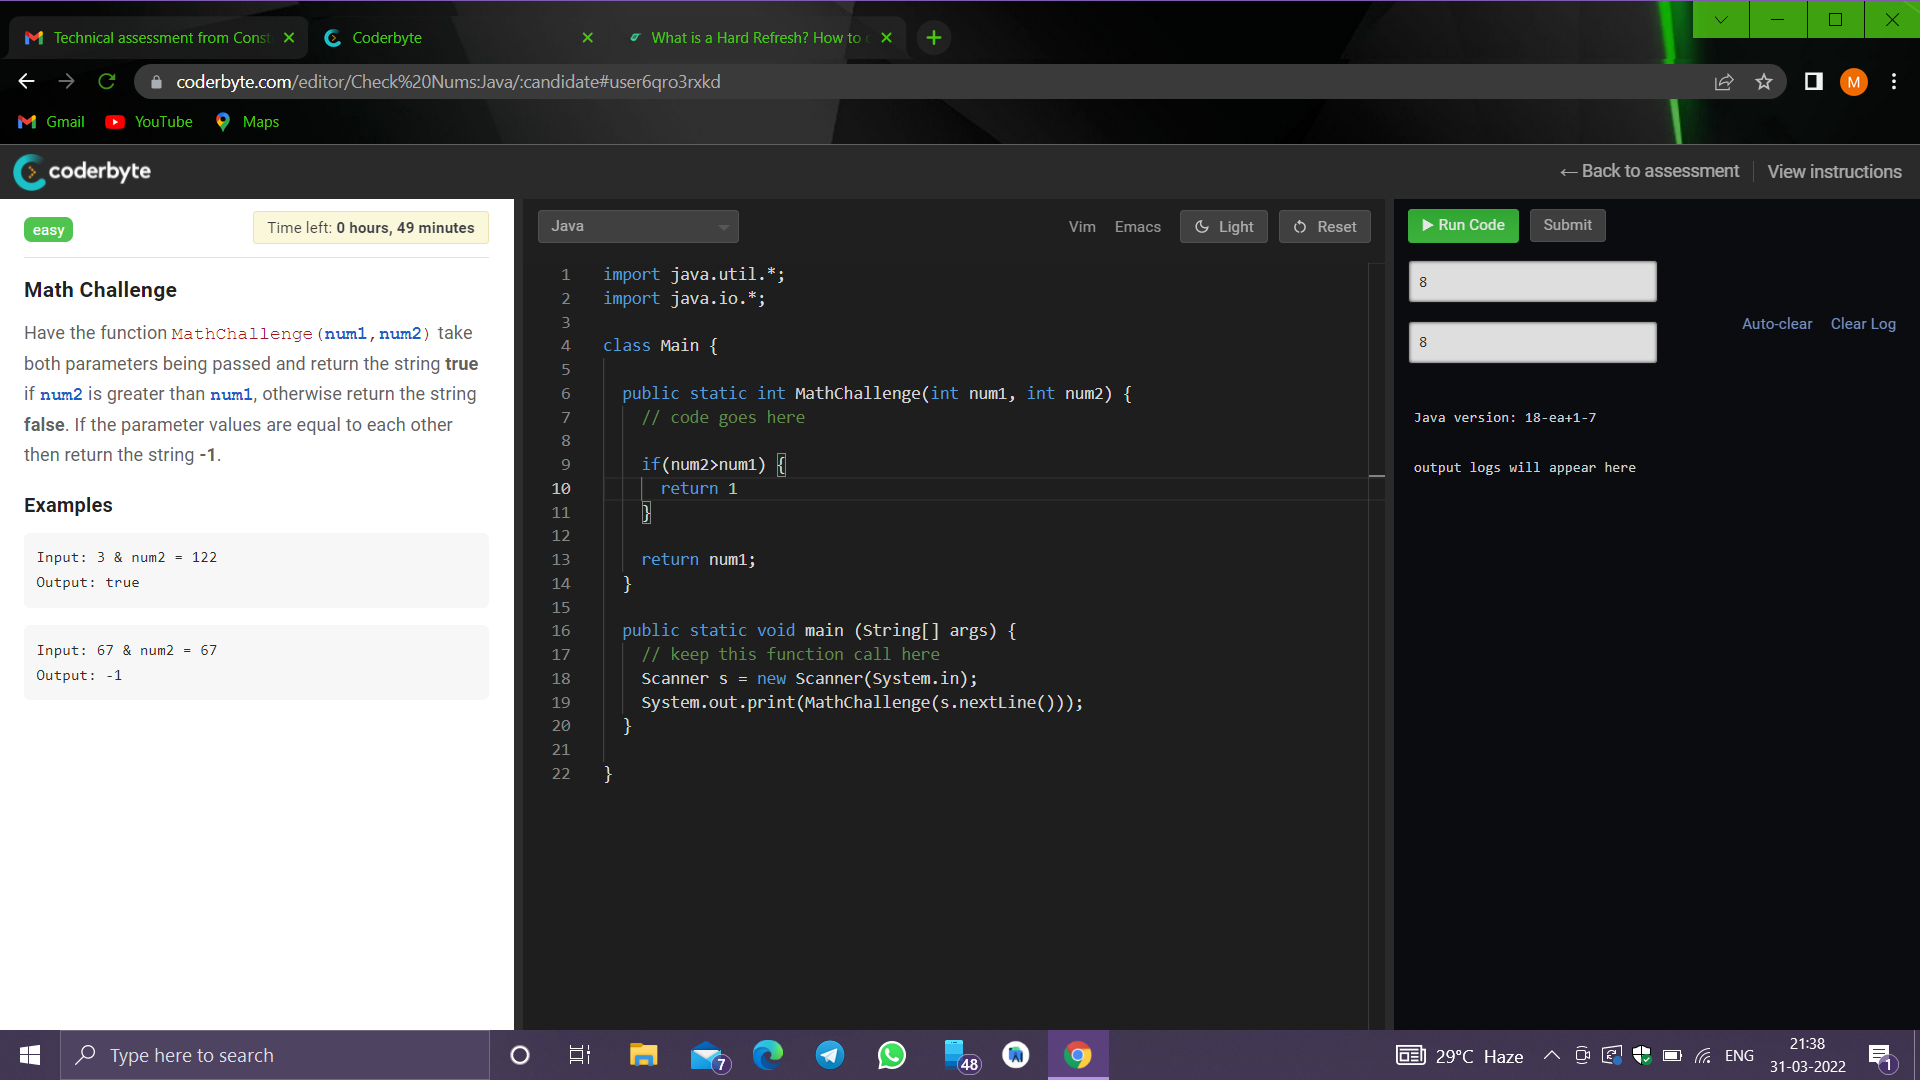 Technical assessment from Const
Coderbyte
What is a Hard Refresh? How to
coderbyte.com/editor/Check%20Nums:Java/:candidate#user6qro3rxkd
M
Gmail
YouTube
Maps
coderbyte
← Back to assessment
View instructions
easy
Time left: 0 hours, 49 minutes
Math Challenge
Have the function MathChallenge(num1,num2) take
both parameters being passed and return the string true
if num2 is greater than num1, otherwise return the string
false. If the parameter values are equal to each other
then return the string -1.
Examples
Input: 3 & num2 = 122
Output: true
Input: 67 & num2 = 67
Output: -1
Java
Vim
Emacs
Light
Reset
1 import java.util.*;
2 import java.io.*;
3
4 class Main {
5
6 public static int MathChallenge(int num1, int num2) {
7 // code goes here
8
9 if(num2>num1) {
10 return 1
11 }
12
13 return num1;
14 }
15
16 public static void main (String[] args) {
17 // keep this function call here
18 Scanner s = new Scanner(System.in);
19 System.out.print(MathChallenge(s.nextLine()));
20 }
21
22 }
Run Code
Submit
8
8
Auto-clear
Clear Log
Java version: 18-ea+1-7
output logs will appear here
Type here to search
7
48
29°C Haze
ENG
21:38
31-03-2022
1